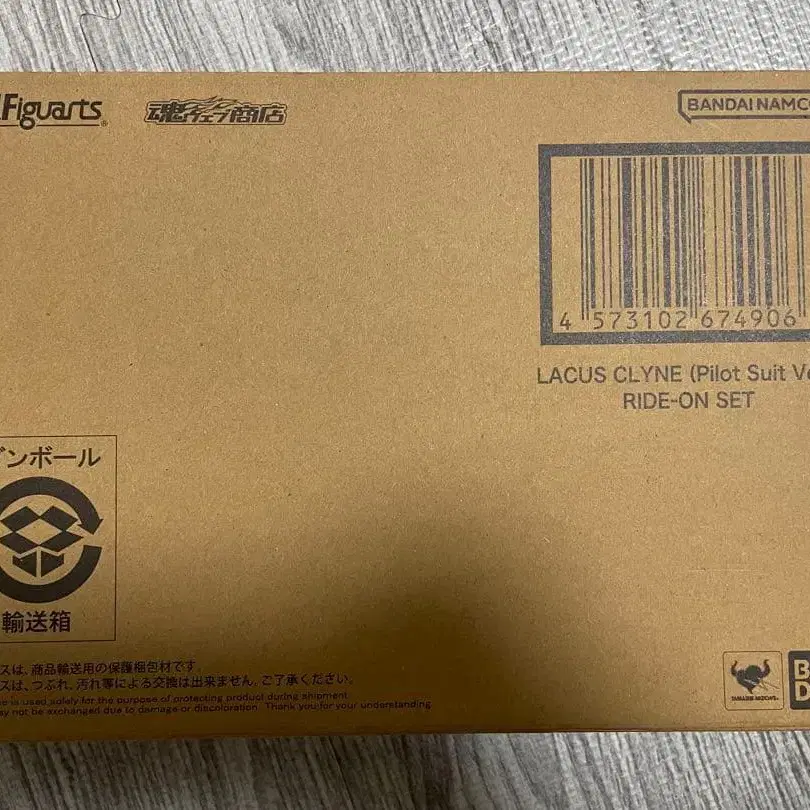 Figuarts
魂ウェブ商店
BANDAI NAMCO
4 573102 674906
LACUS CLYNE (Pilot Suit Ve
RIDE-ON SET
ンボール
輸送箱
スは、商品輸送用の保護梱包材です。
スは、つぶれ、汚れ等による交換は出来ません。ご了承ください。
is used solely for the purpose of protecting product during shipment.
ay not be exchanged due to damage or discoloration. Thank you for your understanding.
TAMASHII NATIONS